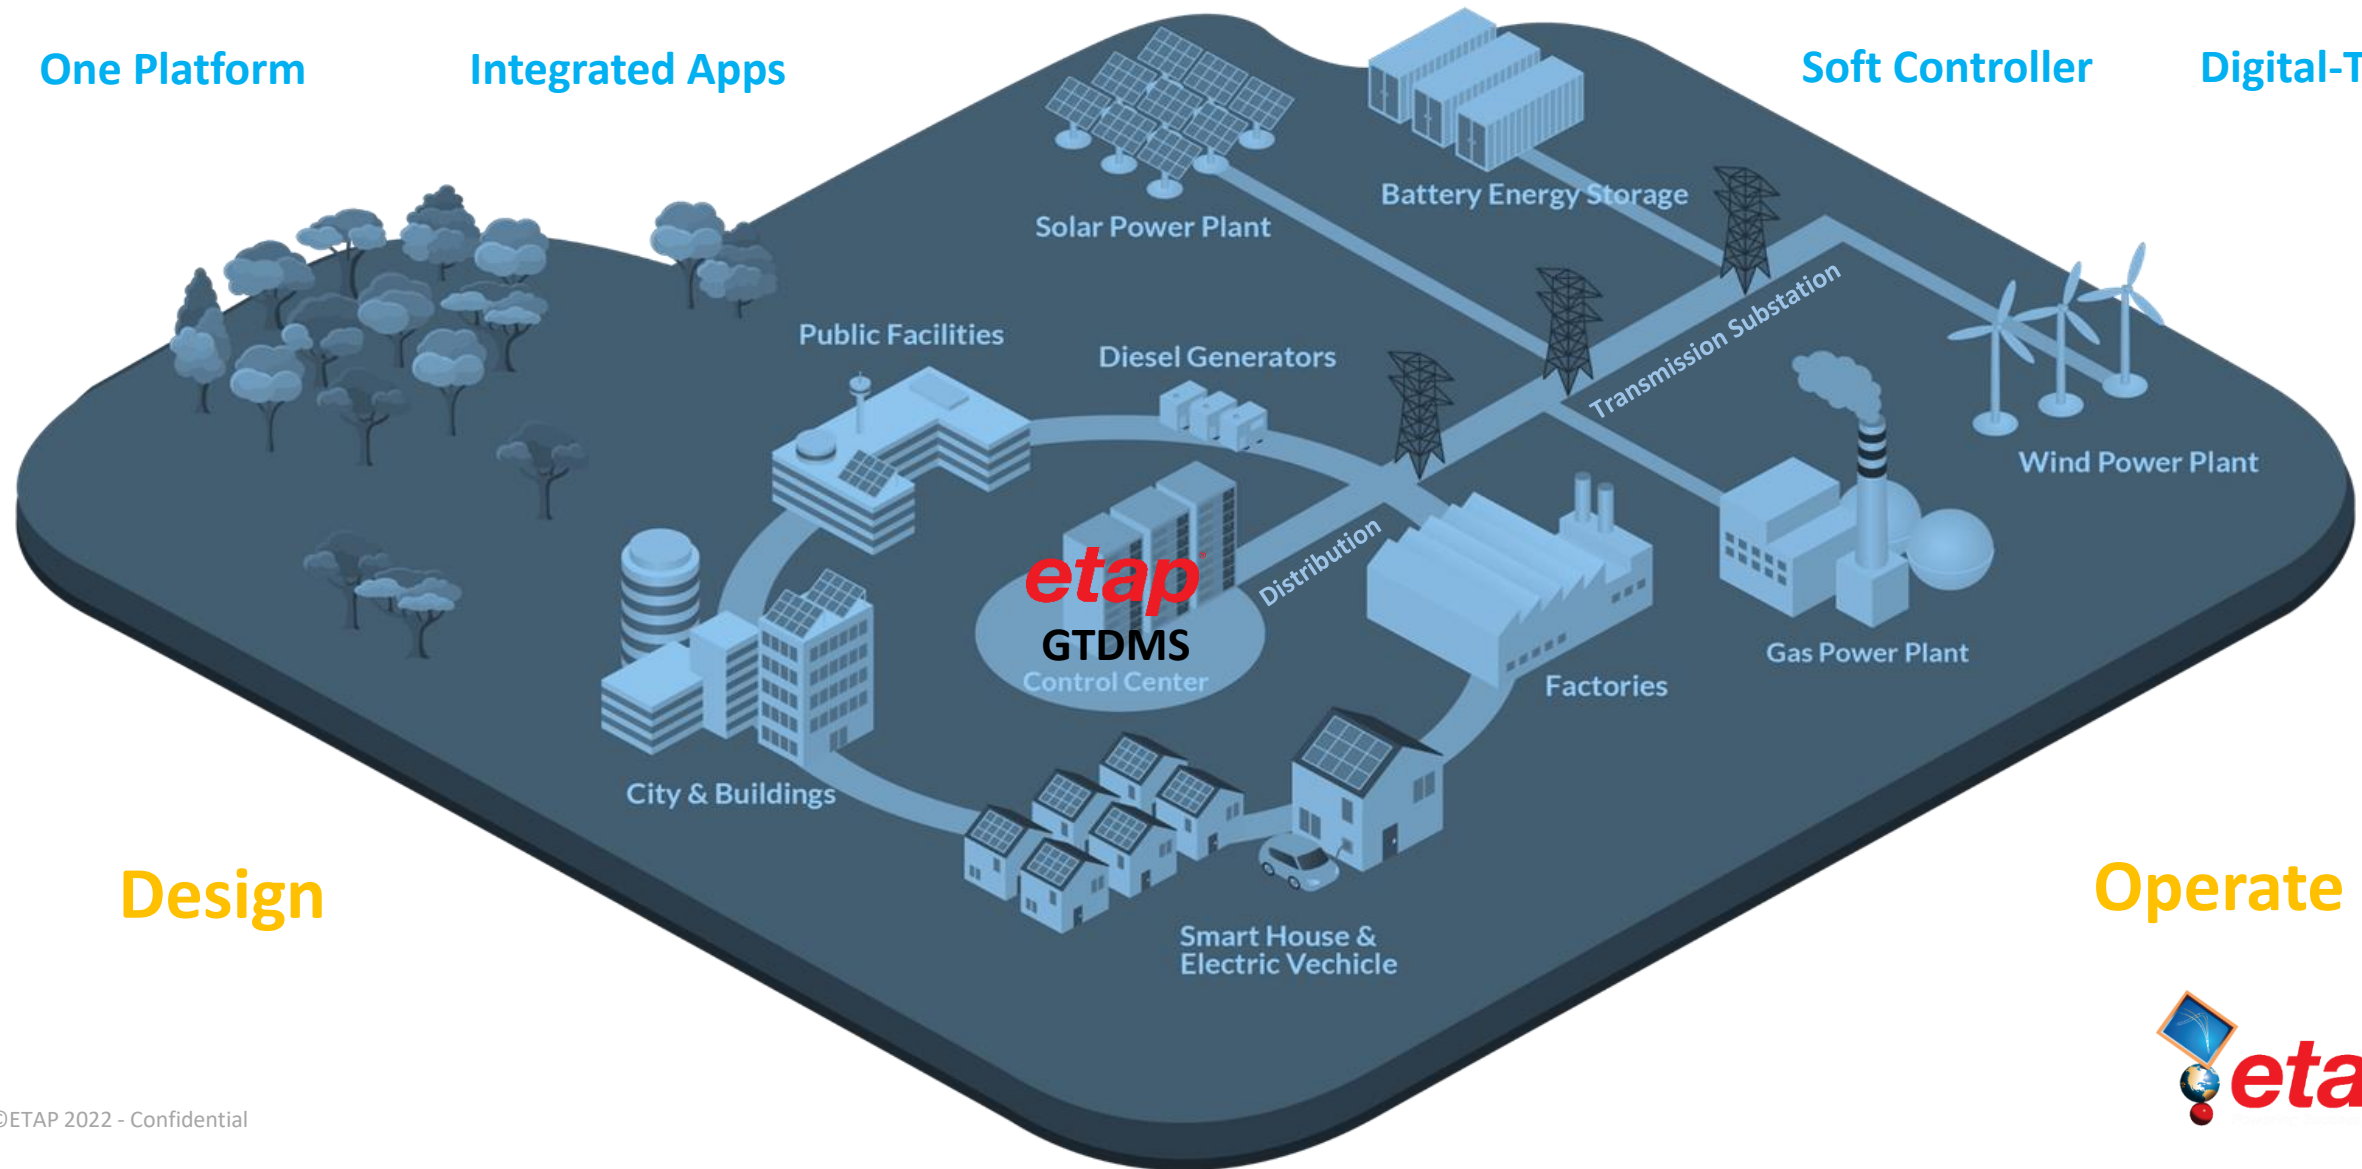 One Platform
Integrated Apps
Soft Controller
Digital-T
Battery Energy Storage
Solar Power Plant
Transmission Substation
Public Facilities
Diesel Generators
Wind Power Plant
Distribution
etap
GTDMS
Control Center
Gas Power Plant
Factories
City & Buildings
Design
Operate
Smart House &
Electric Vechicle
eta
©ETAP 2022 - Confidential